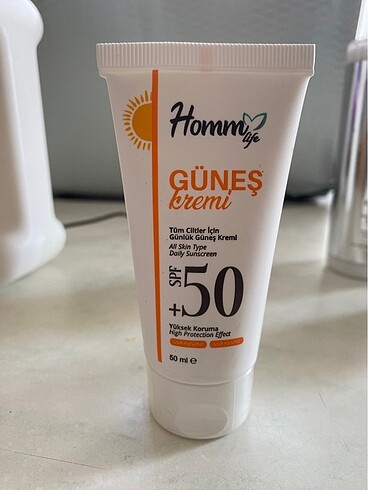 Homm
life
GÜNEŞ
kremi
Tüm Ciltler İçin
Günlük Güneş Kremi
All Skin Type
Daily Sunscreen
SPF
+50
Yüksek Koruma
High Protection Effect
50 ml e